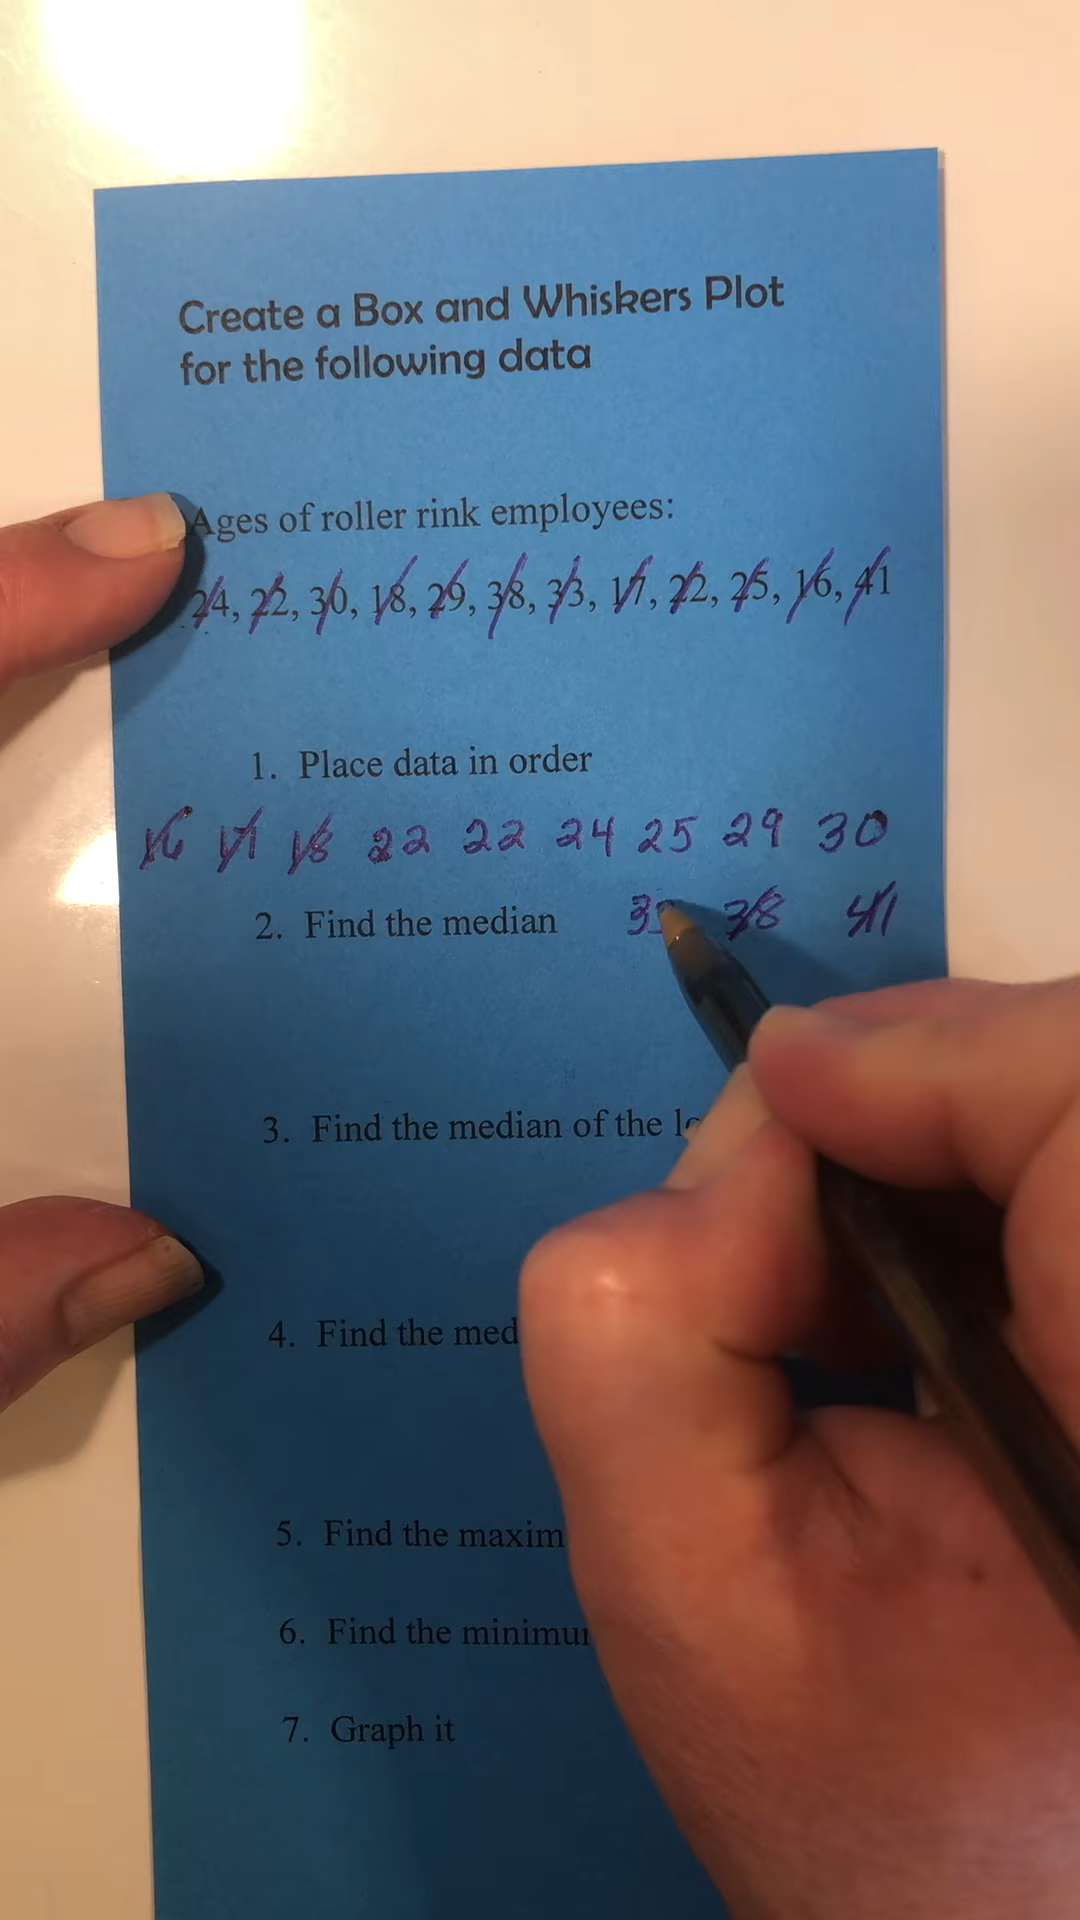 Create a Box and Whiskers Plot
for the following data
Ages of roller rink employees:
24, 22, 30, 18, 29, 38, 33, 17, 22, 25, 16, 41
1. Place data in order
16 17 18 22 22 24 25 29 30
2. Find the median 38 41
3. Find the median of the
4. Find the
5. Find the
6. Find the
7. Graph it